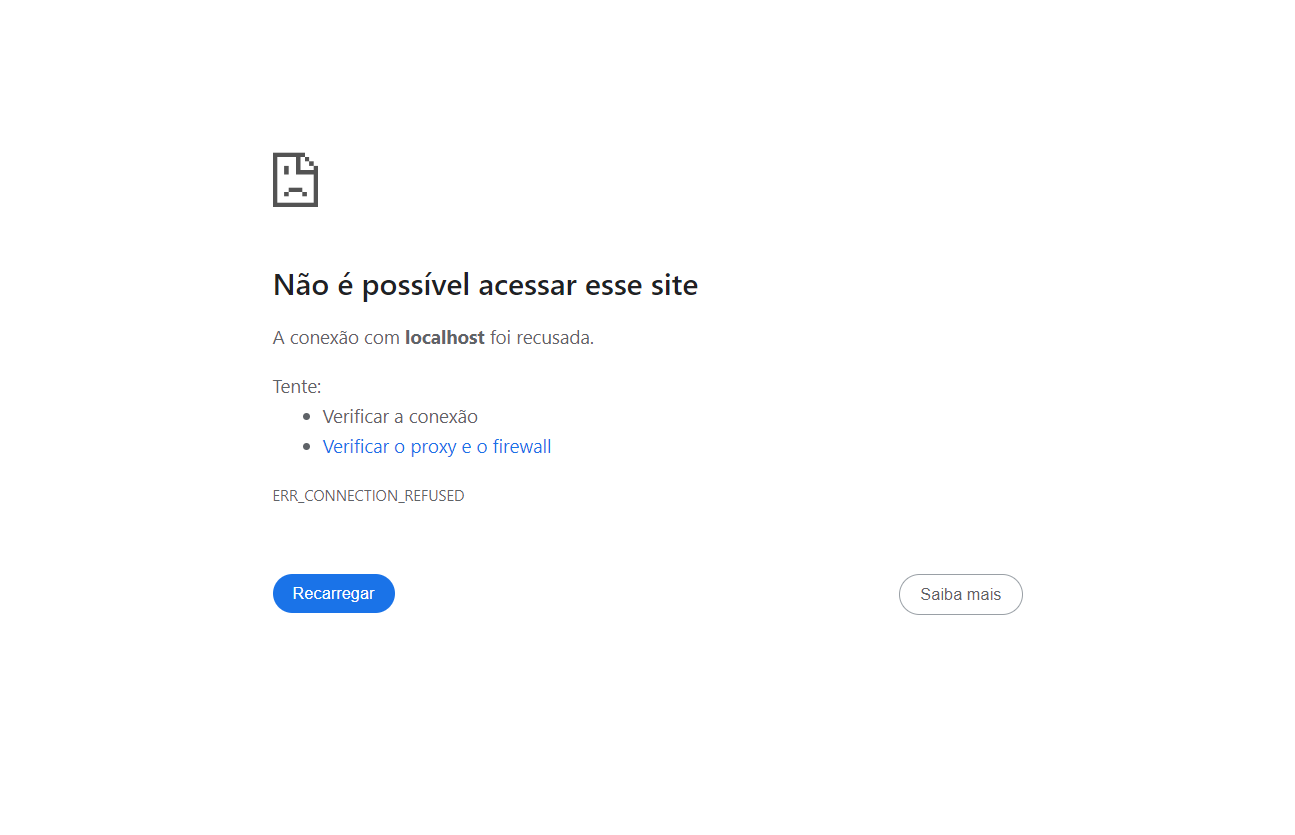 Não é possível acessar esse site
A conexão com localhost foi recusada.
Tente:
• Verificar a conexão
• Verificar o proxy e o firewall
ERR_CONNECTION_REFUSED
Recarregar
Saiba mais